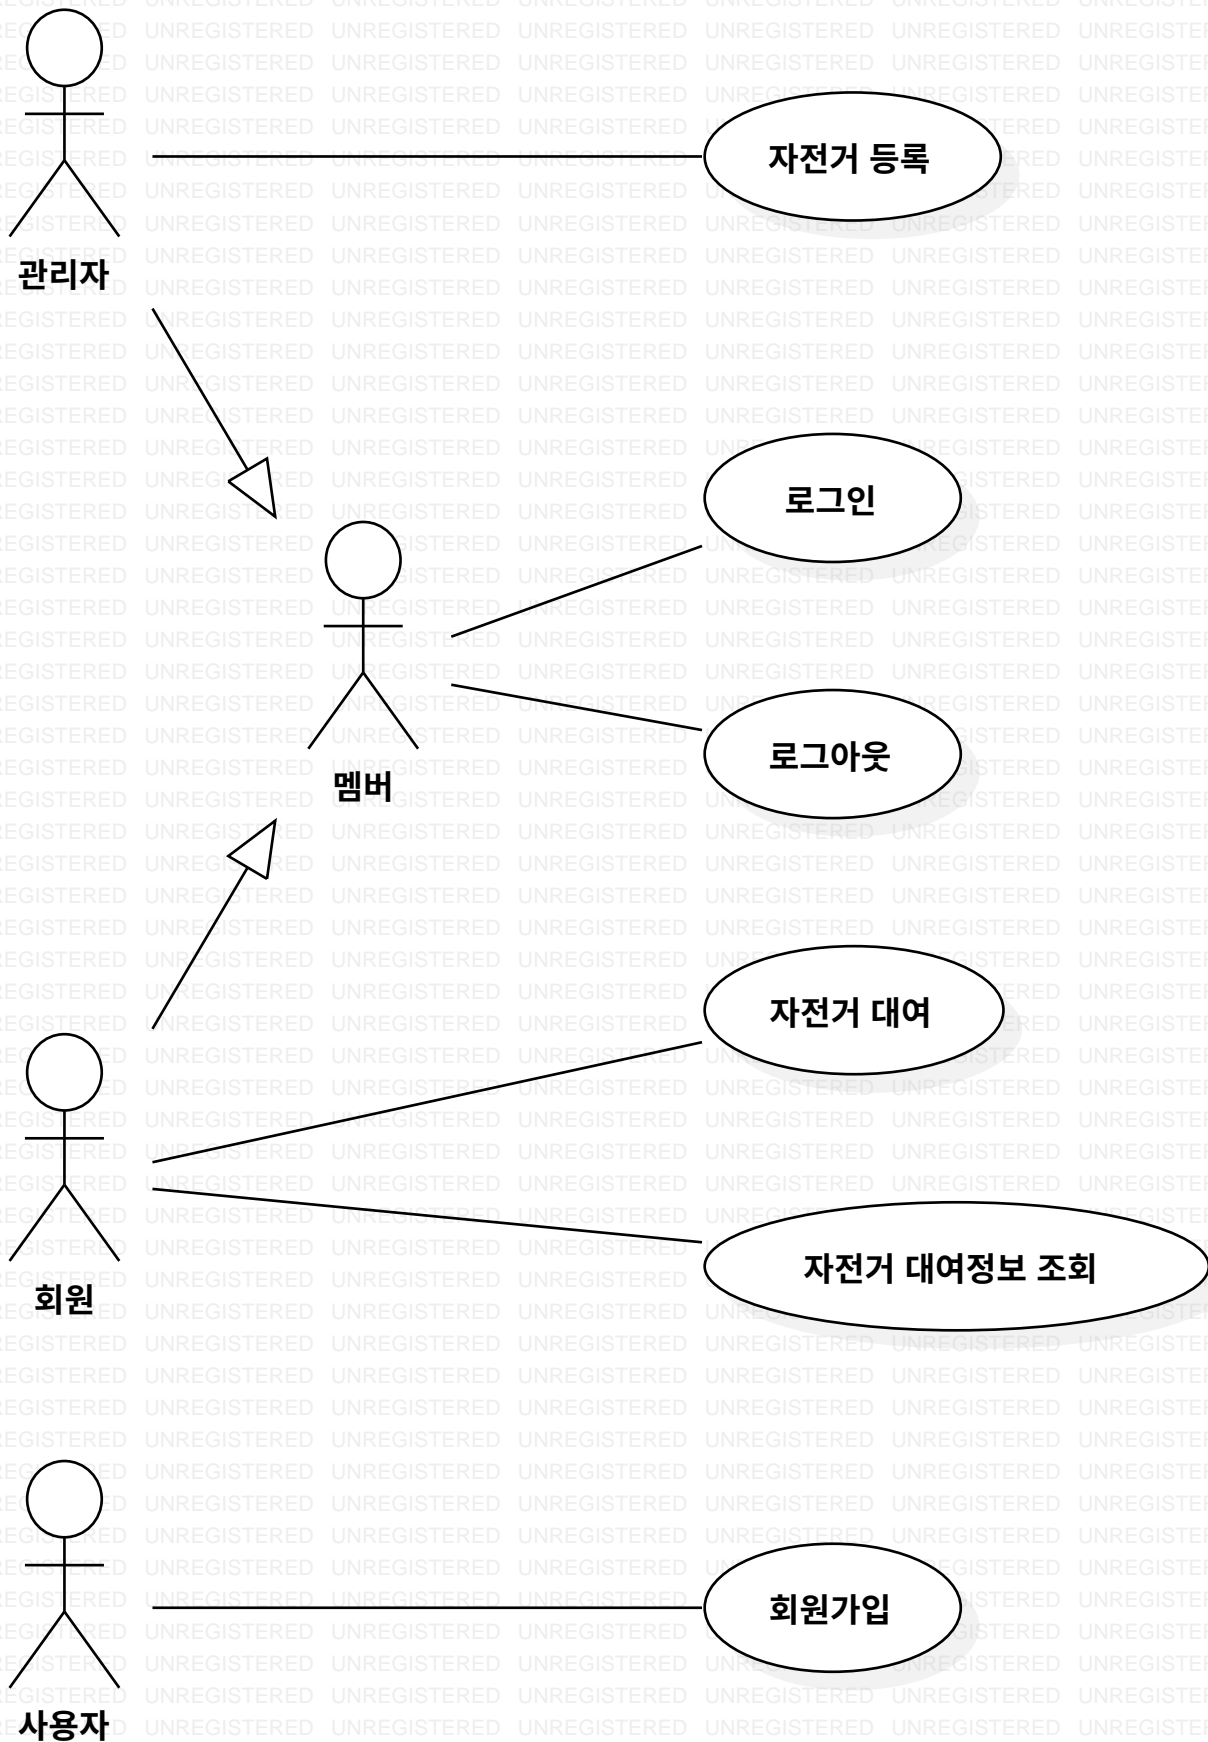 자전거 등록
관리자
로그인
로그아웃
멤버
자전거 대여
자전거 대여정보 조회
회원
회원가입
사용자
UNREGISTERED